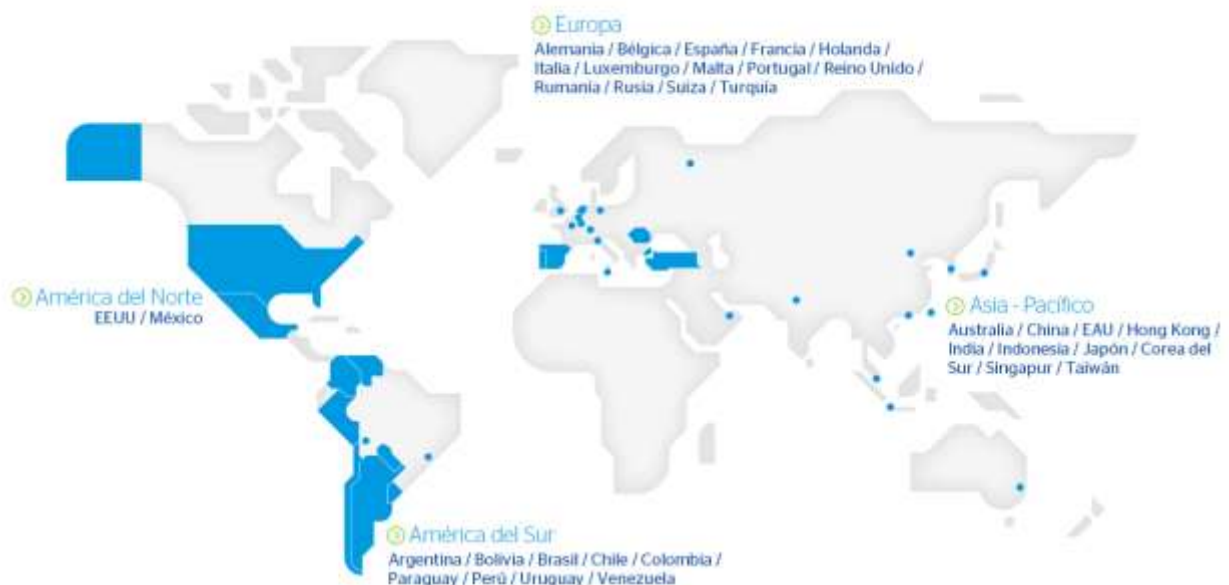 Europa
Alemania / Bélgica / España / Francia / Holanda /
Italia / Luxemburgo / Malta / Portugal / Reino Unido /
Rumanía / Rusia / Suiza / Turquía
América del Norte
EEUU / México
Asia - Pacífico
Australia / China / EAU / Hong Kong /
India / Indonesia / Japón / Corea del
Sur / Singapur / Taiwán
América del Sur
Argentina / Bolivia / Brasil / Chile / Colombia /
Paraguay / Perú / Uruguay / Venezuela